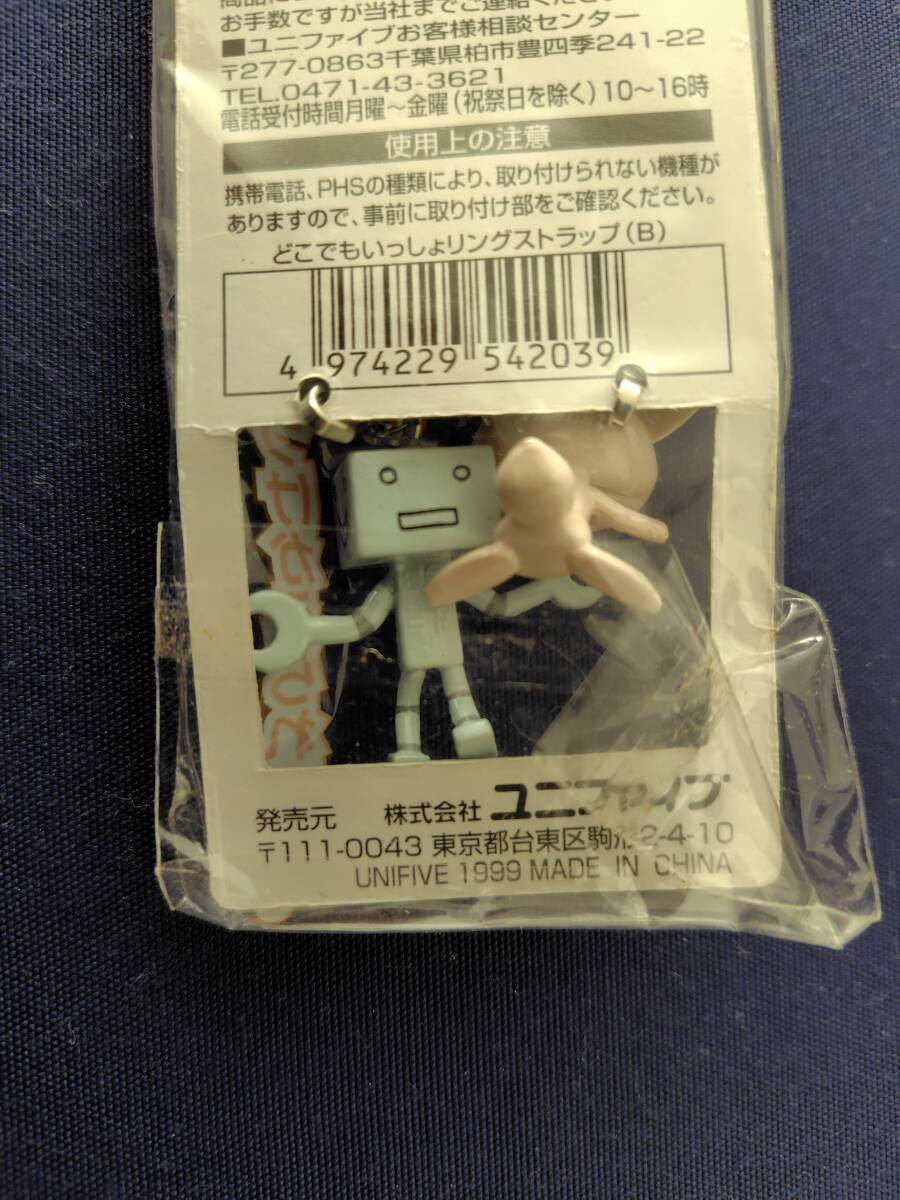 お手数ですが当社までご連絡ください
■ユニファイブお客様相談センター
〒277-0863千葉県柏市豊四季241-22
TEL.0471-43-3621
電話受付時間月曜～金曜(祝祭日を除く)10～16時
使用上の注意
携帯電話、PHSの種類により、取り付けられない機種が
ありますので、事前に取り付け部をご確認ください。
どこでもいっしょリングストラップ(B)
4 974229 542039
発売元 株式会社 ユニファイブ
〒111-0043 東京都台東区駒形2-4-10
UNIFIVE 1999 MADE IN CHINA